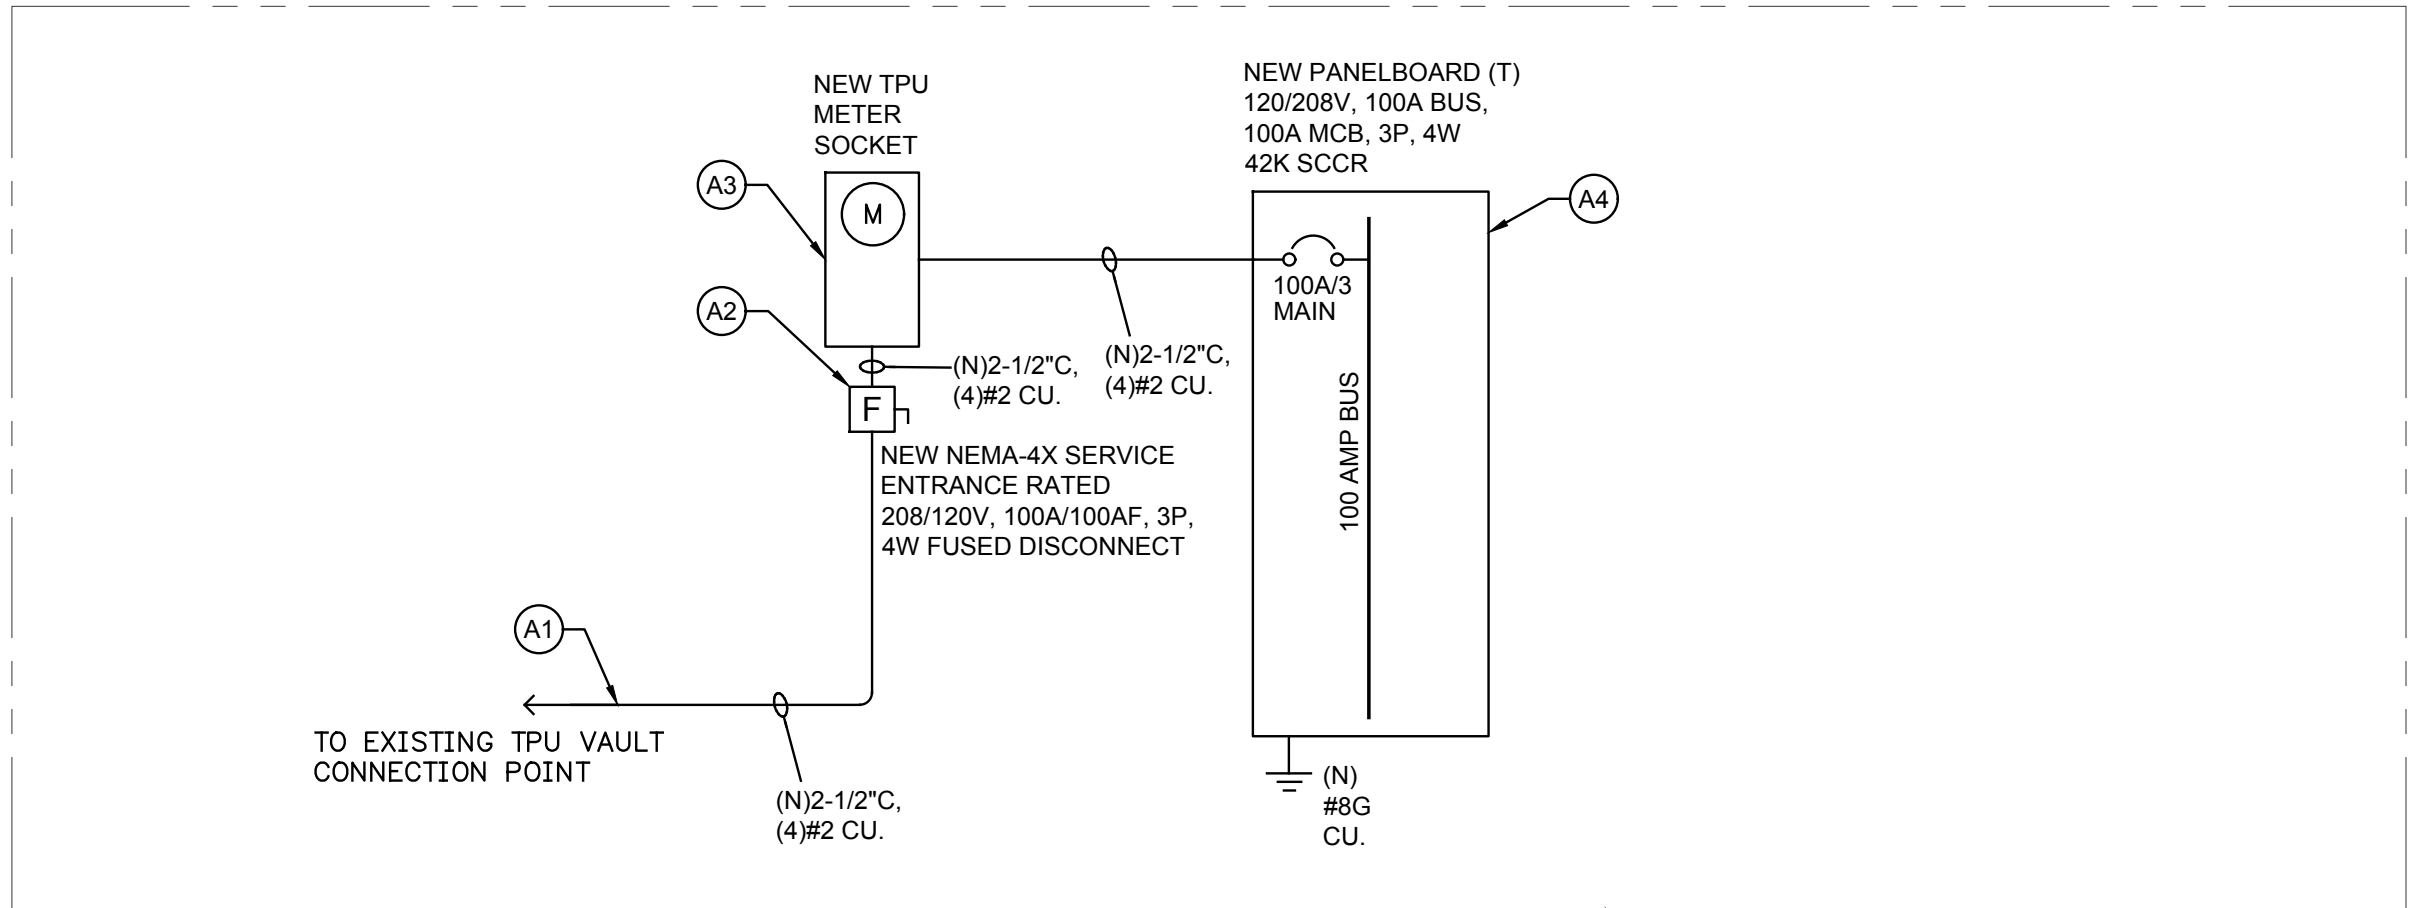 NEW TPU
METER
SOCKET
NEW PANELBOARD (T)
120/208V, 100A BUS,
100A MCB, 3P, 4W
42K SCCR
A3
M
A4
100A/3
MAIN
A2
(N)2-1/2"C,
(4)#2 CU.
(N)2-1/2"C,
(4)#2 CU.
F
100 AMP BUS
NEW NEMA-4X SERVICE
ENTRANCE RATED
208/120V, 100A/100AF, 3P,
4W FUSED DISCONNECT
A1
TO EXISTING TPU VAULT
CONNECTION POINT
(N)2-1/2"C,
(4)#2 CU.
(N)
#8G
CU.